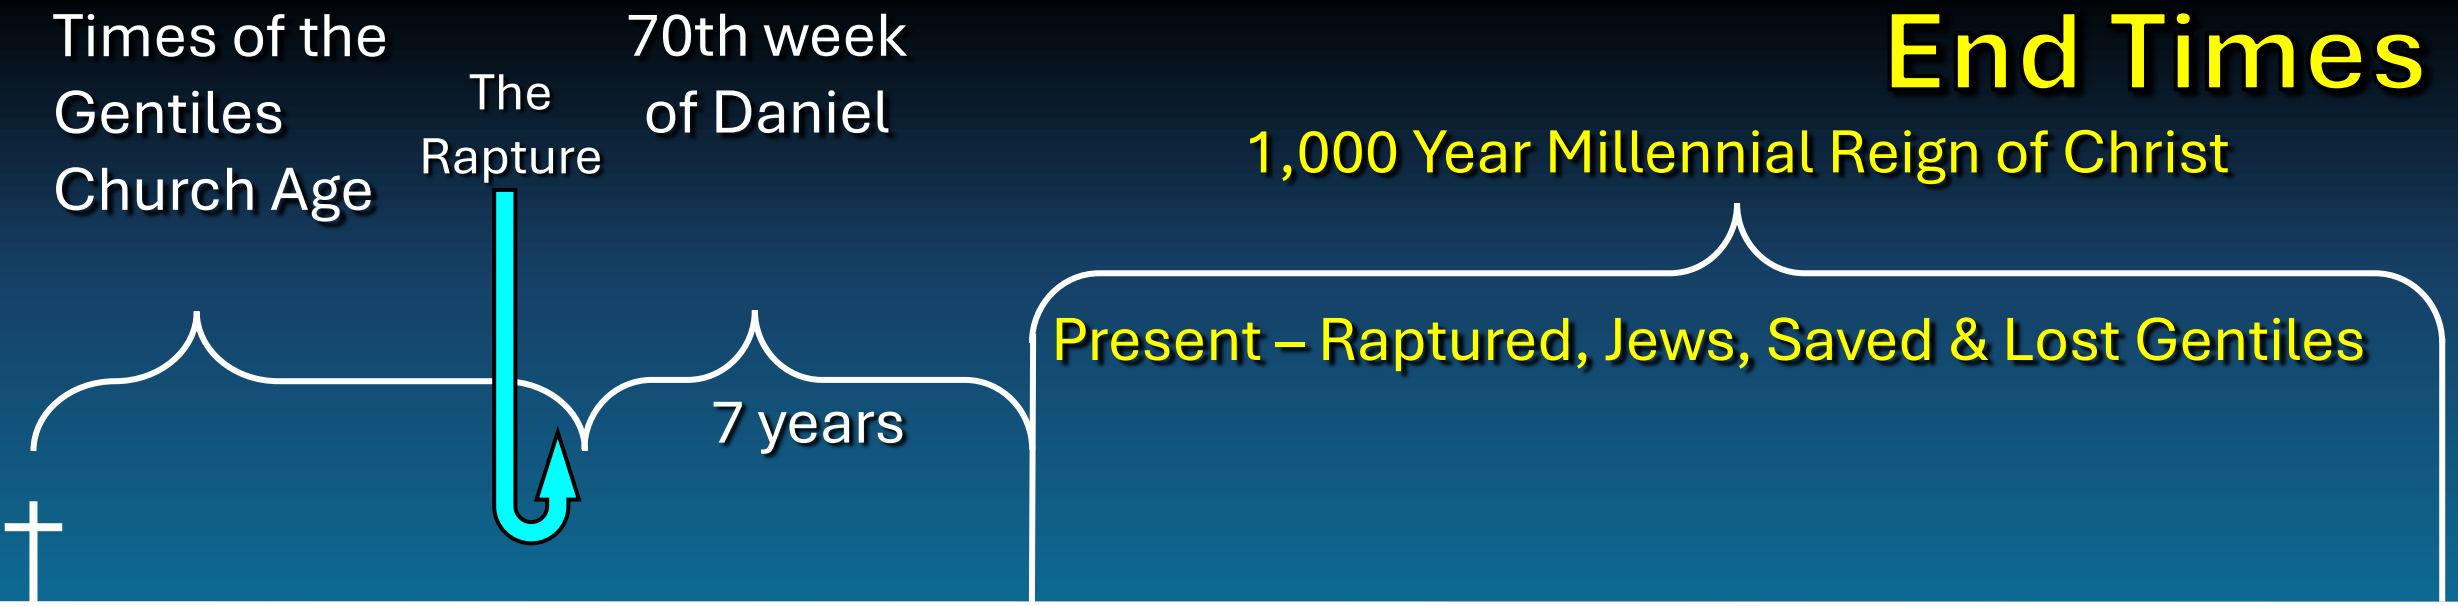 Times of the
Gentiles
Church Age
The
Rapture
70th week
of Daniel
7 years
End Times
1,000 Year Millennial Reign of Christ
Present – Raptured, Jews, Saved & Lost Gentiles